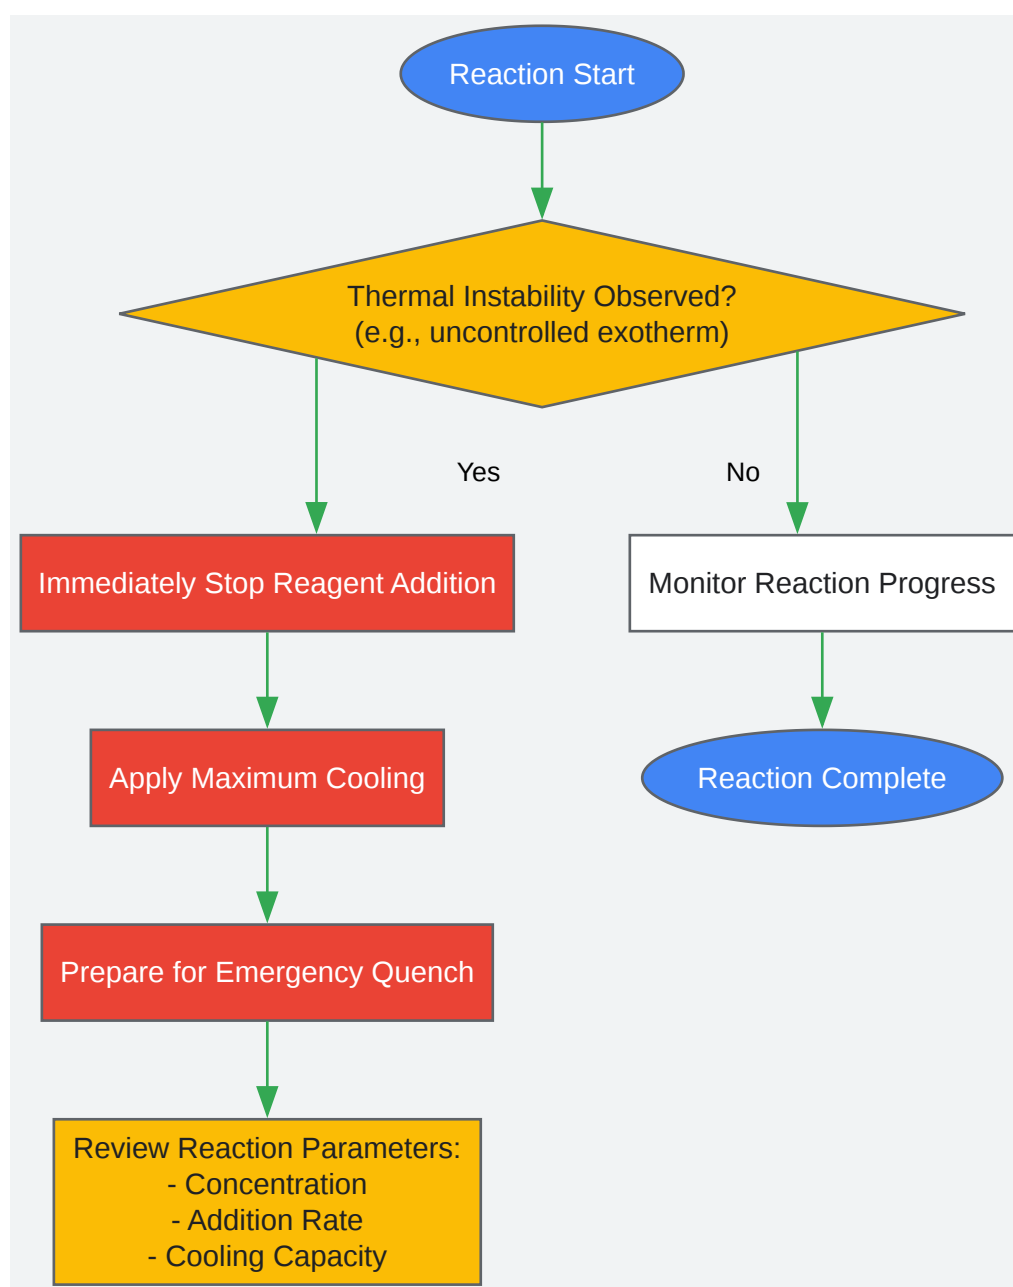 Reaction Start
Thermal Instability Observed?
(e.g., uncontrolled exotherm)
Yes
No
Immediately Stop Reagent Addition
Monitor Reaction Progress
Apply Maximum Cooling
Reaction Complete
Prepare for Emergency Quench
Review Reaction Parameters:
- Concentration
- Addition Rate
- Cooling Capacity